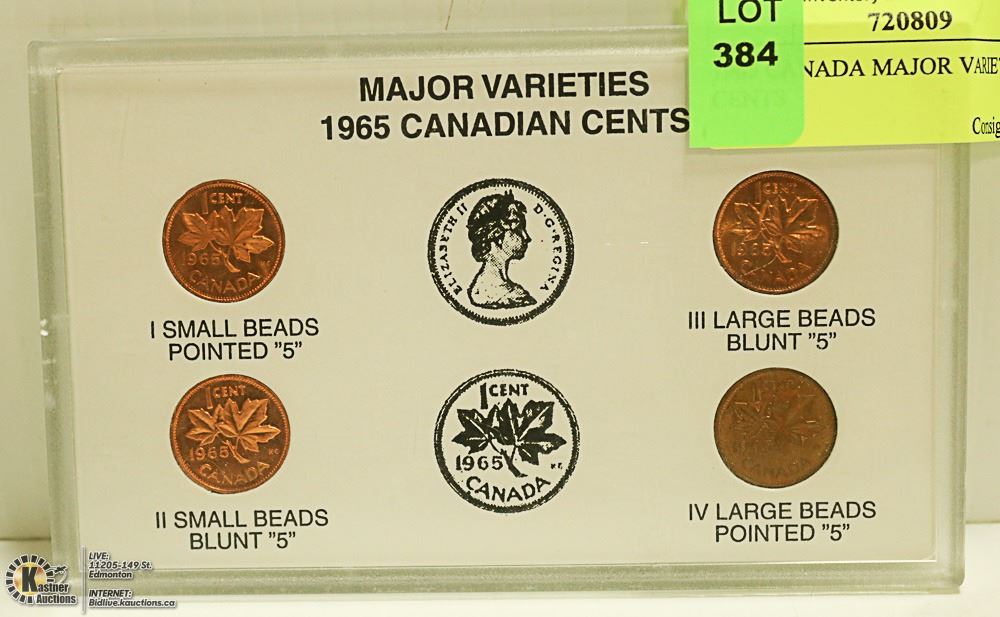 LOT
384
720809
CANADA MAJOR
CENTS
MAJOR VARIETIES
1965 CANADIAN CENTS
1 CENT
1965
CANADA
I SMALL BEADS
POINTED "5"
ELIZABETH II D·G·REGINA
1 CENT
1965
CANADA
III LARGE BEADS
BLUNT "5"
1 CENT
1965
CANADA
II SMALL BEADS
BLUNT "5"
1 CENT
1965
CANADA
CANADA
IV LARGE BEADS
POINTED "5"
Kastner
Auctions
LIVE:
11205-149 St.
Edmonton
INTERNET:
Bidlive.kauctions.ca